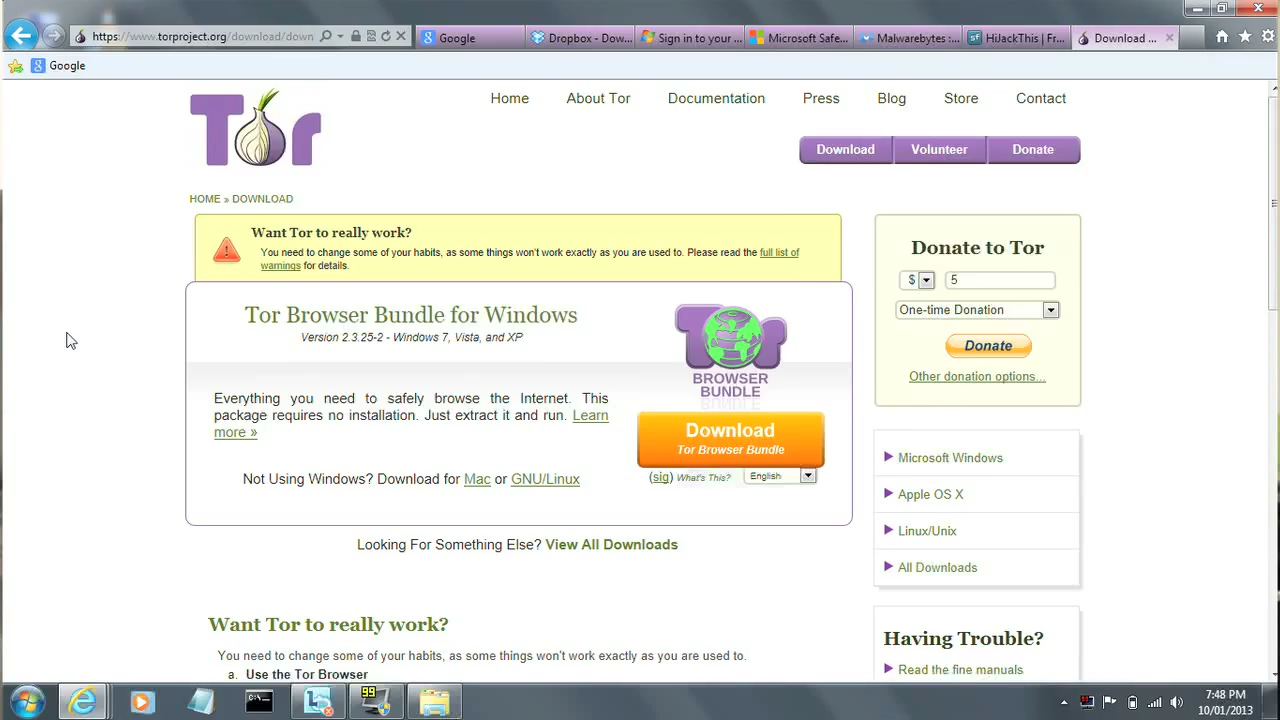 https://www.torproject.org/download/down
Google
Dropbox - Dow...
Sign in to your ...
Microsoft Safe...
Malwarebytes :...
HiJackThis | Fr...
Download ...
Google
Tor
Home
About Tor
Documentation
Press
Blog
Store
Contact
Download
Volunteer
Donate
HOME » DOWNLOAD
Want Tor to really work?
You need to change some of your habits, as some things won't work exactly as you are used to. Please read the full list of
warnings for details.
Tor Browser Bundle for Windows
Version 2.3.25-2 - Windows 7, Vista, and XP
Everything you need to safely browse the Internet. This
package requires no installation. Just extract it and run. Learn
more »
Not Using Windows? Download for Mac or GNU/Linux
Tor
BROWSER
BUNDLE
Download
Tor Browser Bundle
(sig) What's This?
English
Looking For Something Else? View All Downloads
Want Tor to really work?
You need to change some of your habits, as some things won't work exactly as you are used to.
a. Use the Tor Browser
Donate to Tor
$
5
One-time Donation
Donate
Other donation options...
Microsoft Windows
Apple OS X
Linux/Unix
All Downloads
Having Trouble?
Read the fine manuals
C:\
99
7:48 PM
10/01/2013